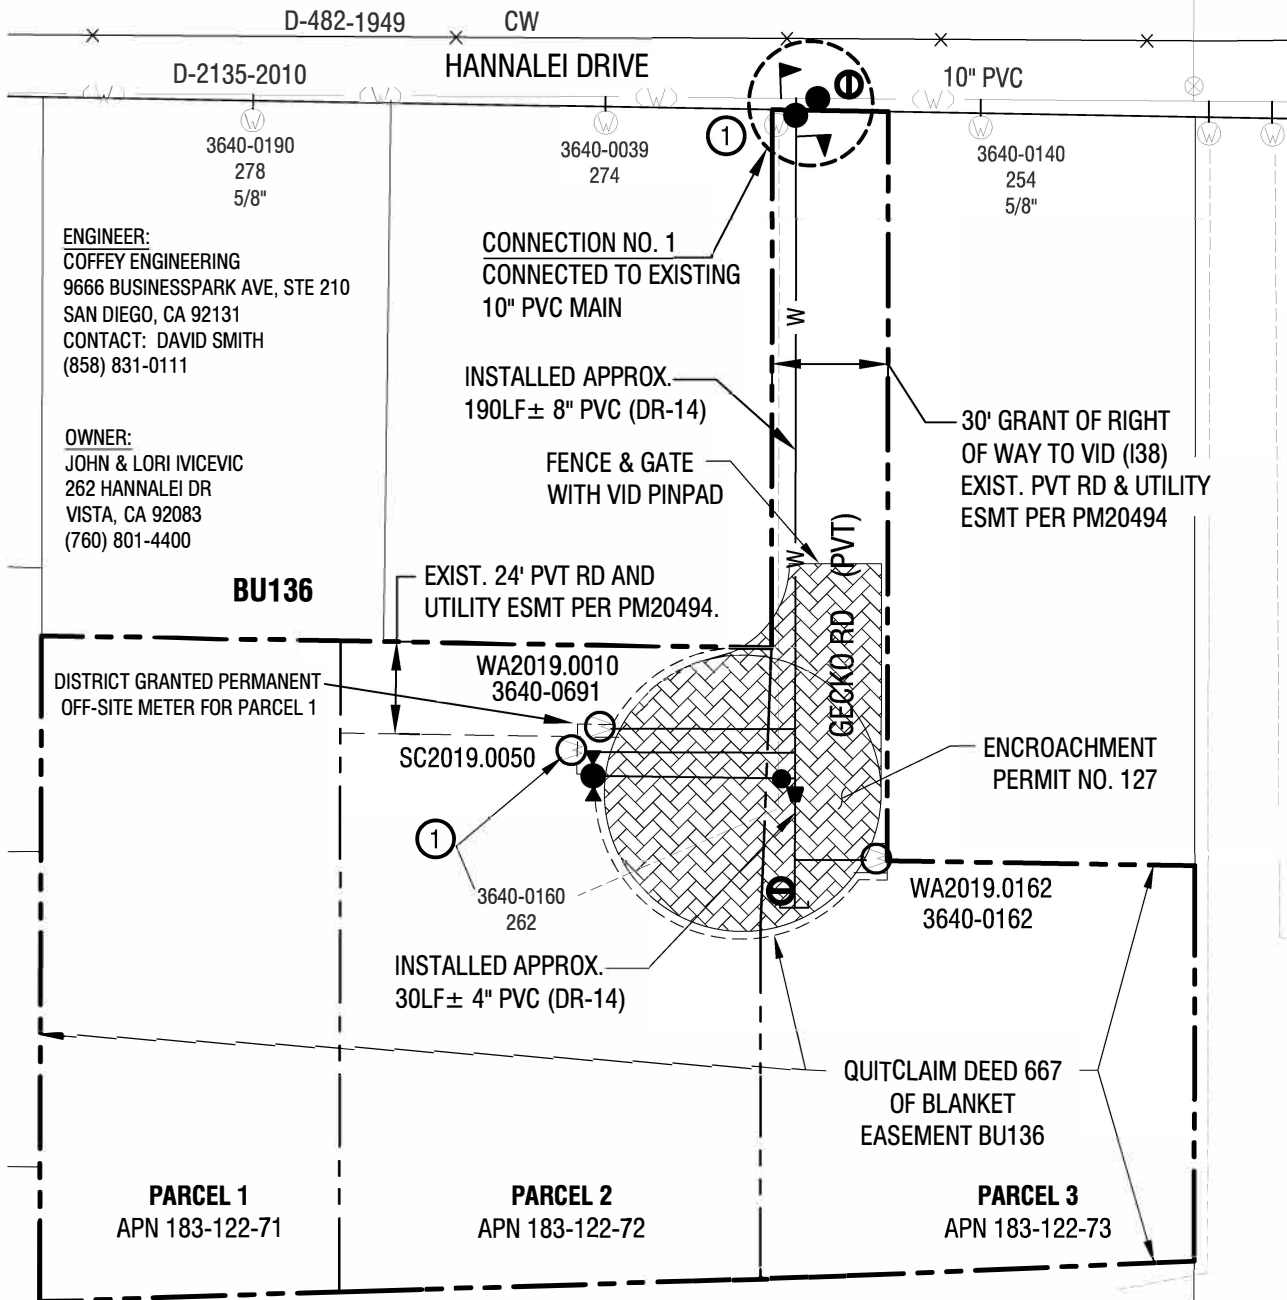 D-482-1949
CW
HANNALEI DRIVE
D-2135-2010
10" PVC
(W)
(W)
(W)
(W)
W
W
W
W
W
W
3640-0190
278
5/8"
3640-0039
274
1
3640-0140
254
5/8"
ENGINEER:
COFFEY ENGINEERING
9666 BUSINESSPARK AVE, STE 210
SAN DIEGO, CA 92131
CONTACT: DAVID SMITH
(858) 831-0111
CONNECTION NO. 1
CONNECTED TO EXISTING
10" PVC MAIN
W
INSTALLED APPROX.
190LF± 8" PVC (DR-14)
OWNER:
JOHN & LORI IVICEVIC
262 HANNALEI DR
VISTA, CA 92083
(760) 801-4400
30' GRANT OF RIGHT
OF WAY TO VID (I38)
EXIST. PVT RD & UTILITY
ESMT PER PM20494
FENCE & GATE
WITH VID PINPAD
W
GECKO RD (PVT)
BU136
EXIST. 24' PVT RD AND
UTILITY ESMT PER PM20494.
DISTRICT GRANTED PERMANENT
OFF-SITE METER FOR PARCEL 1
WA2019.0010
3640-0691
SC2019.0050
ENCROACHMENT
PERMIT NO. 127
1
3640-0160
262
WA2019.0162
3640-0162
INSTALLED APPROX.
30LF± 4" PVC (DR-14)
QUITCLAIM DEED 667
OF BLANKET
EASEMENT BU136
PARCEL 1
APN 183-122-71
PARCEL 2
APN 183-122-72
PARCEL 3
APN 183-122-73